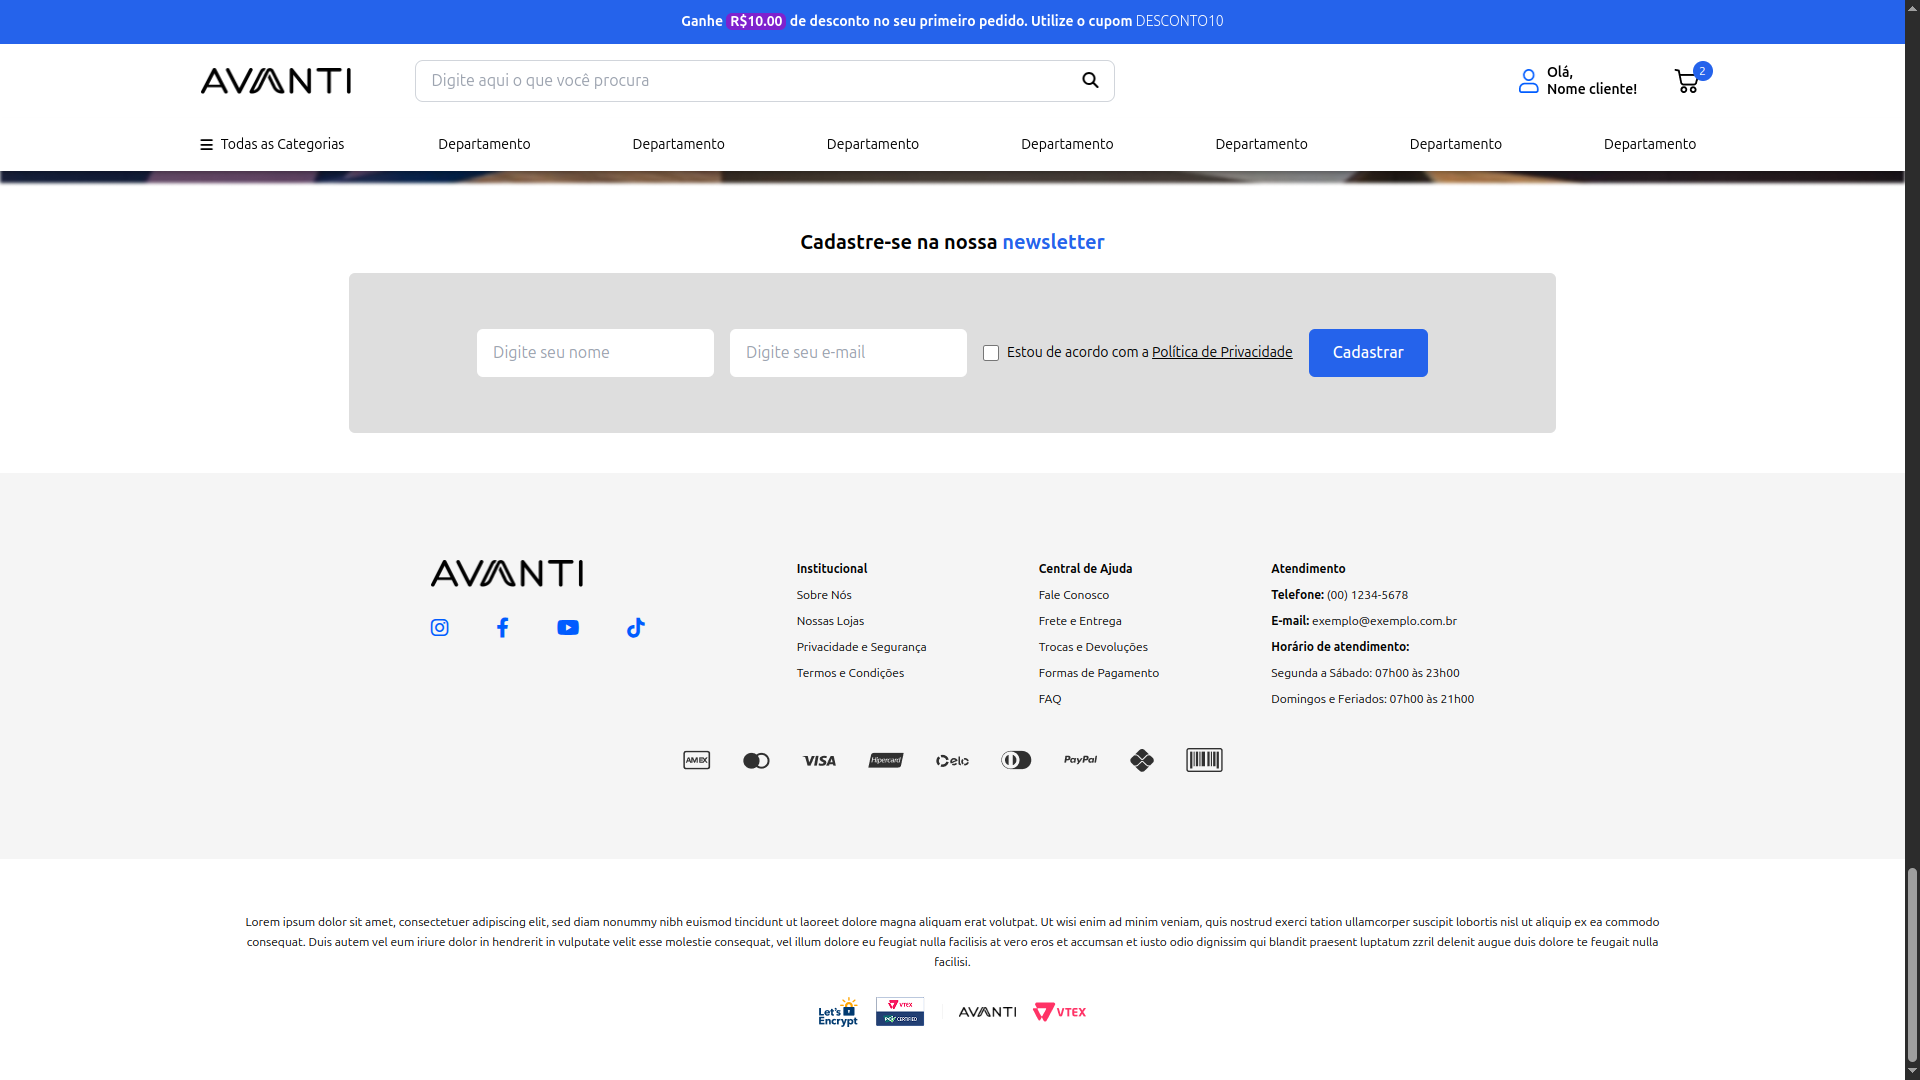 Ganhe R$10.00 de desconto no seu primeiro pedido. Utilize o cupom DESCONTO10
AVANTI
Digite aqui o que você procura
Olá,
Nome cliente!
2
Todas as Categorias
Departamento
Departamento
Departamento
Departamento
Departamento
Departamento
Departamento
Cadastre-se na nossa newsletter
Digite seu nome
Digite seu e-mail
Estou de acordo com a Política de Privacidade
Cadastrar
AVANTI
Institucional
Sobre Nós
Nossas Lojas
Privacidade e Segurança
Termos e Condições
Central de Ajuda
Fale Conosco
Frete e Entrega
Trocas e Devoluções
Formas de Pagamento
FAQ
Atendimento
Telefone: (00) 1234-5678
E-mail: exemplo@exemplo.com.br
Horário de atendimento:
Segunda a Sábado: 07h00 às 23h00
Domingos e Feriados: 07h00 às 21h00
AMEX
VISA
Hipercard
elo
PayPal
Lorem ipsum dolor sit amet, consectetuer adipiscing elit, sed diam nonummy nibh euismod tincidunt ut laoreet dolore magna aliquam erat volutpat. Ut wisi enim ad minim veniam, quis nostrud exerci tation ullamcorper suscipit lobortis nisl ut aliquip ex ea commodo
consequat. Duis autem vel eum iriure dolor in hendrerit in vulputate velit esse molestie consequat, vel illum dolore eu feugiat nulla facilisis at vero eros et accumsan et iusto odio dignissim qui blandit praesent luptatum zzril delenit augue duis dolore te feugait nulla
facilisi.
Let's
Encrypt
VTEX
PCI CERTIFIED
AVANTI
VTEX